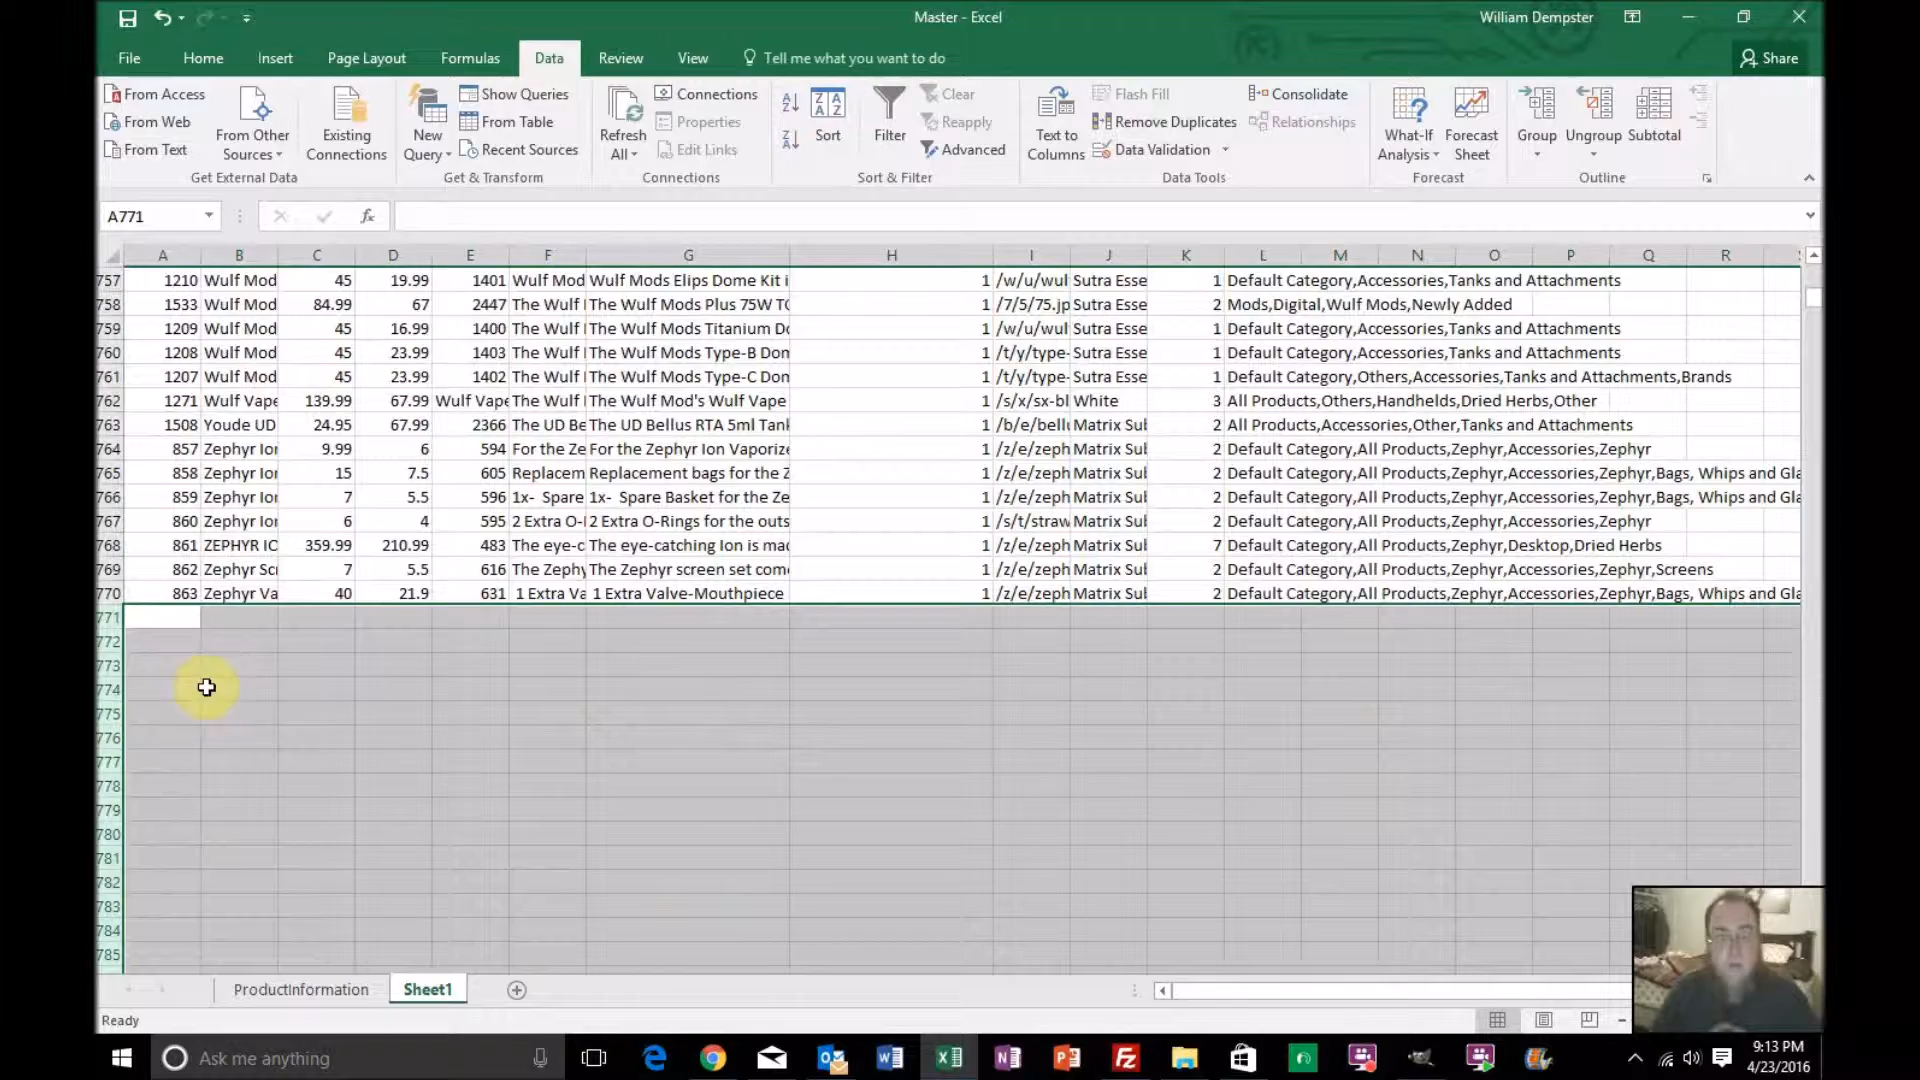 Master - Excel
William Dempster
File Home Insert Page Layout Formulas Data Review View Tell me what you want to do Share
From Access
From Web
From Text
From Other Sources
Existing Connections
Get External Data
New Query
Show Queries
From Table
Recent Sources
Get & Transform
Refresh All
Connections
Properties
Edit Links
Connections
Sort
Filter
Clear
Reapply
Advanced
Sort & Filter
Text to Columns
Flash Fill
Remove Duplicates
Data Validation
Consolidate
Relationships
Data Tools
What-If Analysis
Forecast Sheet
Forecast
Group
Ungroup
Subtotal
Outline
A771
fx
A B C D E F G H I J K L M N O P Q R
757 1210 Wulf Mod 45 19.99 1401 Wulf Mod Wulf Mods Elips Dome Kit i 1 /w/u/wul Sutra Esse 1 Default Category,Accessories,Tanks and Attachments
758 1533 Wulf Mod 84.99 67 2447 The Wulf The Wulf Mods Plus 75W TC 1 /7/5/75.jp Sutra Esse 2 Mods,Digital,Wulf Mods,Newly Added
759 1209 Wulf Mod 45 16.99 1400 The Wulf The Wulf Mods Titanium Do 1 /w/u/wul Sutra Esse 1 Default Category,Accessories,Tanks and Attachments
760 1208 Wulf Mod 45 23.99 1403 The Wulf The Wulf Mods Type-B Dom 1 /t/y/type- Sutra Esse 1 Default Category,Accessories,Tanks and Attachments
761 1207 Wulf Mod 45 23.99 1402 The Wulf The Wulf Mods Type-C Dom 1 /t/y/type- Sutra Esse 1 Default Category,Others,Accessories,Tanks and Attachments,Brands
762 1271 Wulf Vape 139.99 67.99 Wulf Vape The Wulf The Wulf Mod's Wulf Vape 1 /s/x/sx-bl White 3 All Products,Others,Handhelds,Dried Herbs,Other
763 1508 Youde UD 24.95 67.99 2366 The UD Be The UD Bellus RTA 5ml Tank 1 /b/e/bell Matrix Sul 2 All Products,Accessories,Other,Tanks and Attachments
764 857 Zephyr Ion 9.99 6 594 For the Ze For the Zephyr Ion Vaporize 1 /z/e/zeph Matrix Sul 2 Default Category,All Products,Zephyr,Accessories,Zephyr
765 858 Zephyr Ion 15 7.5 605 Replacem Replacement bags for the Z 1 /z/e/zeph Matrix Sul 2 Default Category,All Products,Zephyr,Accessories,Zephyr,Bags, Whips and Gla
766 859 Zephyr Ion 7 5.5 596 1x- Spare 1x- Spare Basket for the Ze 1 /z/e/zeph Matrix Sul 2 Default Category,All Products,Zephyr,Accessories,Zephyr,Bags, Whips and Gla
767 860 Zephyr Ion 6 4 595 2 Extra O-I 2 Extra O-Rings for the outs 1 /s/t/straw Matrix Sul 2 Default Category,All Products,Zephyr,Accessories,Zephyr
768 861 ZEPHYR IO 359.99 210.99 483 The eye-c The eye-catching Ion is mad 1 /z/e/zeph Matrix Sul 7 Default Category,All Products,Zephyr,Desktop,Dried Herbs
769 862 Zephyr Scr 7 5.5 616 The Zephy The Zephyr screen set come 1 /z/e/zeph Matrix Sul 2 Default Category,All Products,Zephyr,Accessories,Zephyr,Screens
770 863 Zephyr Va 40 21.9 631 1 Extra Va 1 Extra Valve-Mouthpiece 1 /z/e/zeph Matrix Sul 2 Default Category,All Products,Zephyr,Accessories,Zephyr,Bags, Whips and Gla
771
772
773
774
775
776
777
778
779
780
781
782
783
784
785
ProductInformation Sheet1
Ready
Ask me anything
9:13 PM
4/23/2016